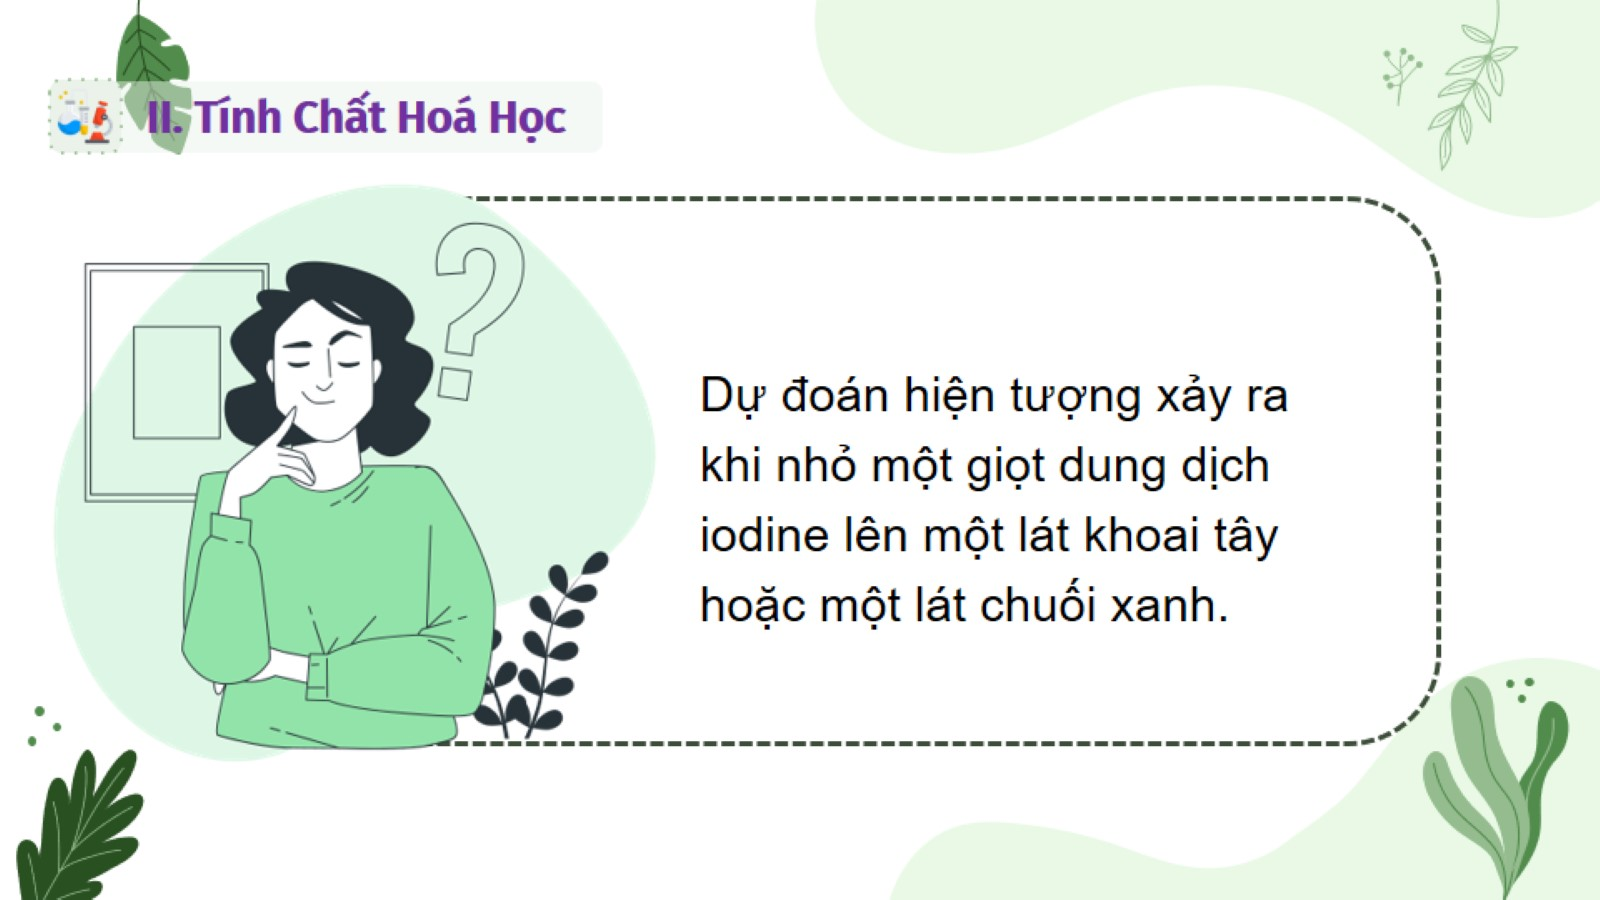 II. Tính Chất Hoá Học
Dự đoán hiện tượng xảy ra
khi nhỏ một giọt dung dịch
iodine lên một lát khoai tây
hoặc một lát chuối xanh.